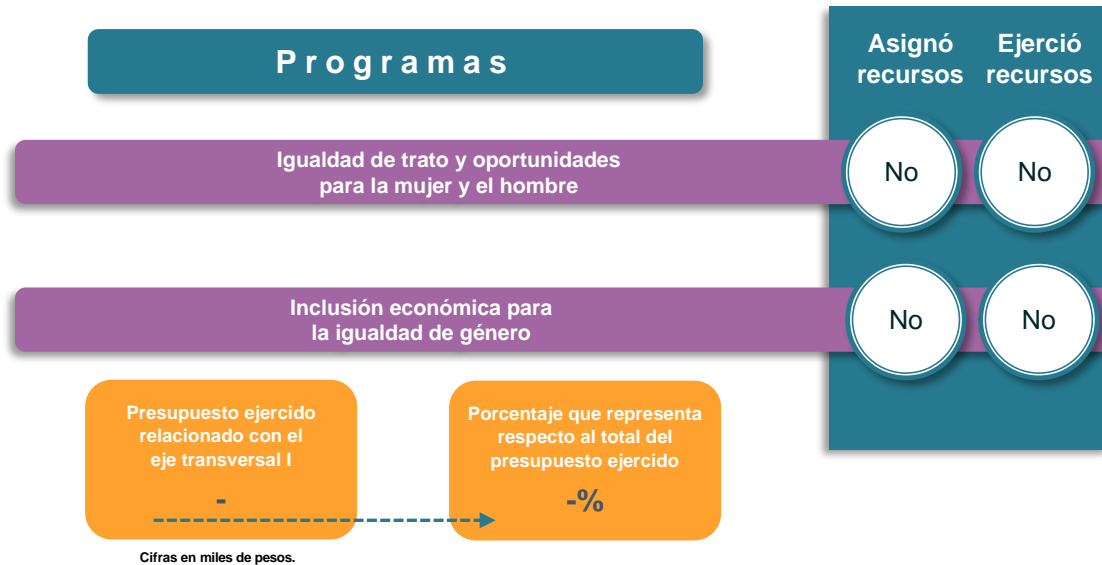 Programas
Asignó
recursos
Ejerció
recursos
Igualdad de trato y oportunidades
para la mujer y el hombre
No
No
Inclusión económica para
la igualdad de género
No
No
Presupuesto ejercido
relacionado con el
eje transversal I
-
Porcentaje que representa
respecto al total del
presupuesto ejercido
-%
Cifras en miles de pesos.